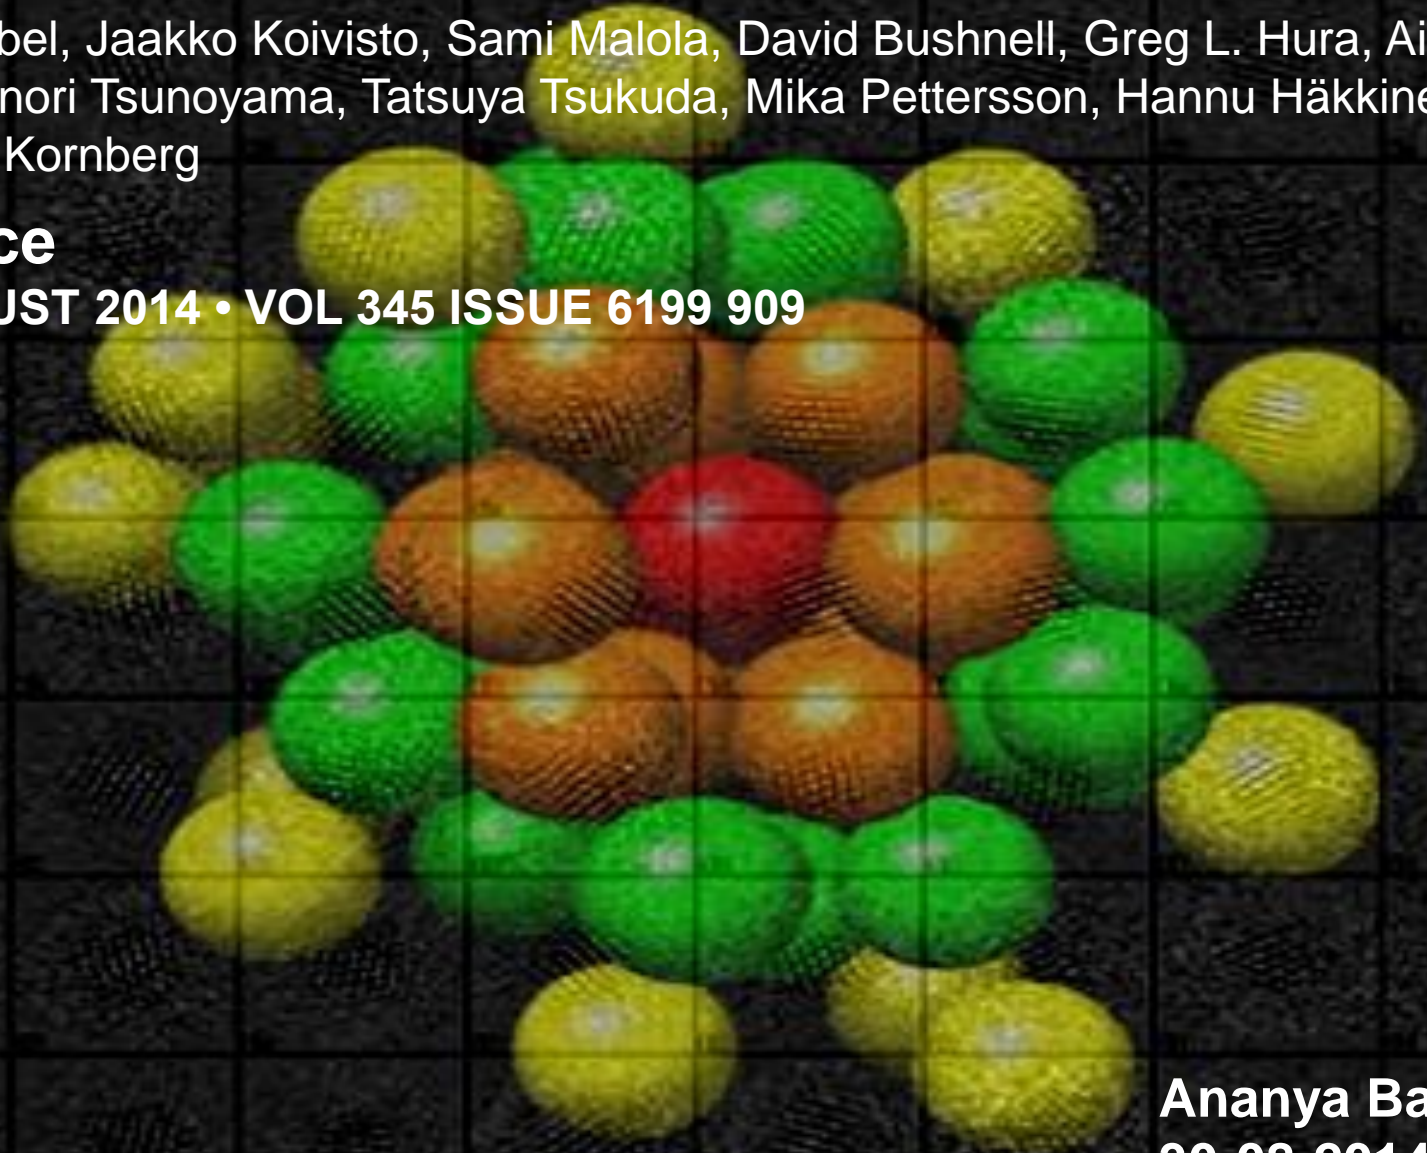 bel, Jaakko Koivisto, Sami Malola, David Bushnell, Greg L. Hura, Ai
nori Tsunoyama, Tatsuya Tsukuda, Mika Pettersson, Hannu Häkkine
Kornberg
ce
UST 2014 • VOL 345 ISSUE 6199 909
Ananya Ba